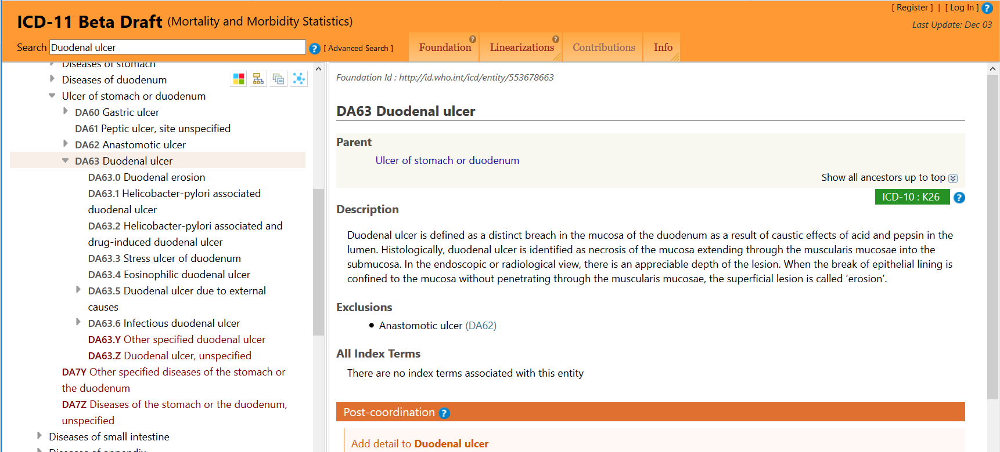 [ Register ] | [ Log In ] ?
ICD-11 Beta Draft (Mortality and Morbidity Statistics)
Last Update: Dec 03
Search Duodenal ulcer ? [ Advanced Search ]
Foundation ? Linearizations ? Contributions Info
Diseases of stomach
Diseases of duodenum
Ulcer of stomach or duodenum
DA60 Gastric ulcer
DA61 Peptic ulcer, site unspecified
DA62 Anastomotic ulcer
DA63 Duodenal ulcer
DA63.0 Duodenal erosion
DA63.1 Helicobacter-pylori associated
duodenal ulcer
DA63.2 Helicobacter-pylori associated and
drug-induced duodenal ulcer
DA63.3 Stress ulcer of duodenum
DA63.4 Eosinophilic duodenal ulcer
DA63.5 Duodenal ulcer due to external
causes
DA63.6 Infectious duodenal ulcer
DA63.Y Other specified duodenal ulcer
DA63.Z Duodenal ulcer, unspecified
DA7Y Other specified diseases of the stomach or
the duodenum
DA7Z Diseases of the stomach or the duodenum,
unspecified
Diseases of small intestine
Diseases of appendix
Foundation Id : http://id.who.int/icd/entity/553678663
DA63 Duodenal ulcer
Parent
Ulcer of stomach or duodenum
Show all ancestors up to top
ICD-10 : K26 ?
Description
Duodenal ulcer is defined as a distinct breach in the mucosa of the duodenum as a result of caustic effects of acid and pepsin in the
lumen. Histologically, duodenal ulcer is identified as necrosis of the mucosa extending through the muscularis mucosae into the
submucosa. In the endoscopic or radiological view, there is an appreciable depth of the lesion. When the break of epithelial lining is
confined to the mucosa without penetrating through the muscularis mucosae, the superficial lesion is called ‘erosion’.
Exclusions
• Anastomotic ulcer (DA62)
All Index Terms
There are no index terms associated with this entity
Post-coordination ?
Add detail to Duodenal ulcer